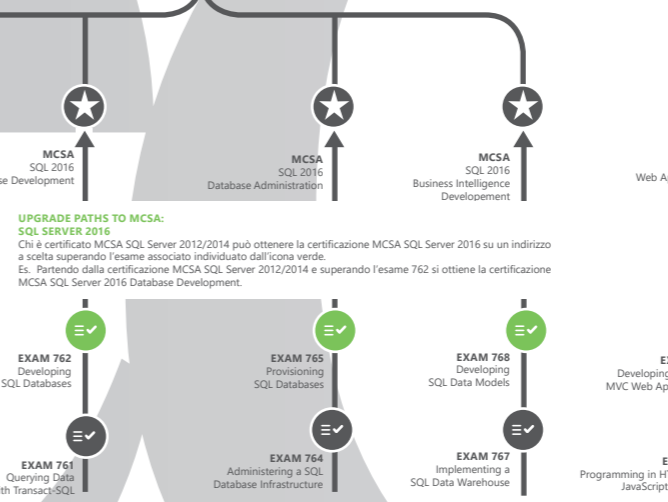 MCSA
SQL 2016
Development
MCSA
SQL 2016
Database Administration
MCSA
SQL 2016
Business Intelligence
Developement
Web
UPGRADE PATHS TO MCSA:
SQL SERVER 2016
Chi è certificato MCSA SQL Server 2012/2014 può ottenere la certificazione MCSA SQL Server 2016 su un indirizzo
a scelta superando l'esame associato individuato dall'icona verde.
Es. Partendo dalla certificazione MCSA SQL Server 2012/2014 e superando l'esame 762 si ottiene la certificazione
MCSA SQL Server 2016 Database Development.
EXAM 762
Developing
SQL Databases
EXAM 765
Provisioning
SQL Databases
EXAM 768
Developing
SQL Data Models
Developing
MVC Web
EXAM 761
Querying Data
Transact-SQL
EXAM 764
Administering a SQL
Database Infrastructure
EXAM 767
Implementing a
SQL Data Warehouse
Programming in
JavaScript